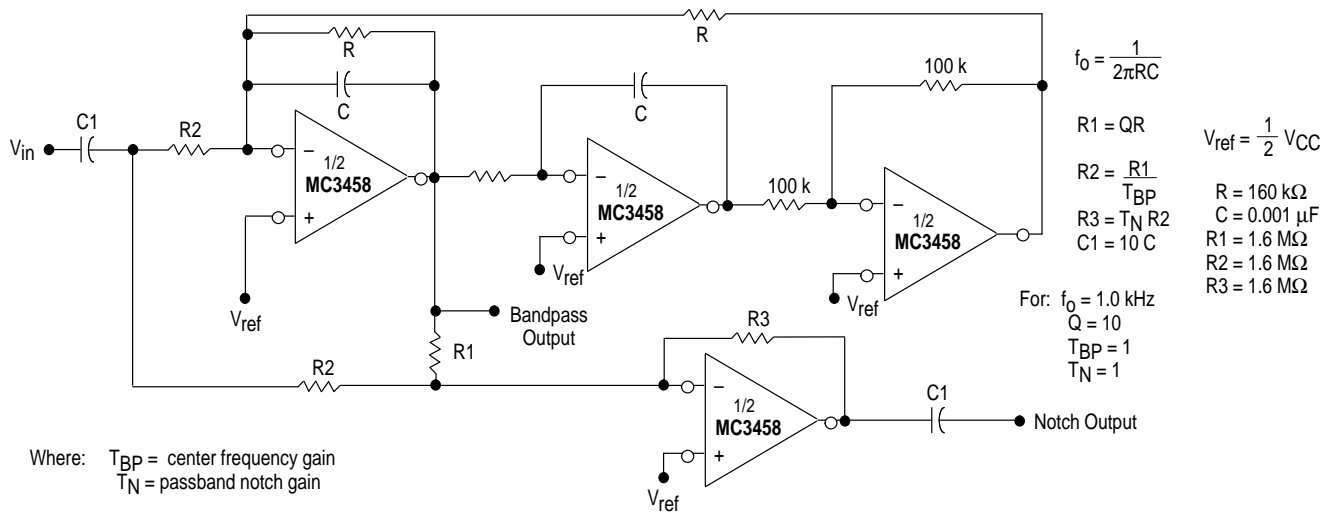 R
R
C
C1
R2
V_in
1/2
MC3458
−
+
V_ref
C
1/2
MC3458
−
+
V_ref
100 k
100 k
1/2
MC3458
−
+
V_ref
f_o = 1 / 2πRC
R1 = QR
R2 = R1 / T_BP
R3 = T_N R2
C1 = 10 C
V_ref = 1/2 V_CC
R = 160 kΩ
C = 0.001 μF
R1 = 1.6 MΩ
R2 = 1.6 MΩ
R3 = 1.6 MΩ
For: f_o = 1.0 kHz
Q = 10
T_BP = 1
T_N = 1
Bandpass
Output
R1
R2
R3
1/2
MC3458
−
+
V_ref
C1
Notch Output
Where: T_BP = center frequency gain
T_N = passband notch gain